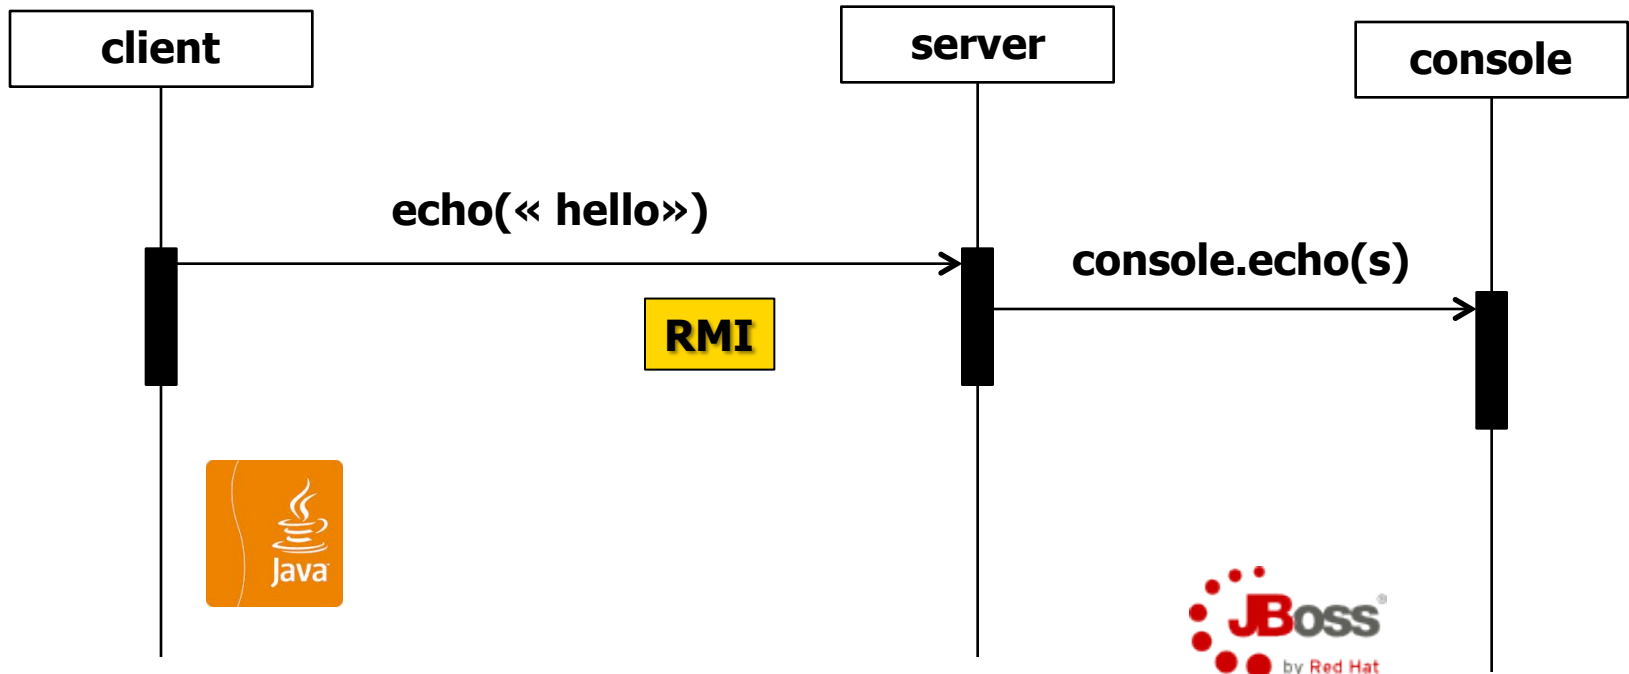 client
server
console
echo(« hello»)
console.echo(s)
RMI
Java
JBoss®
by Red Hat